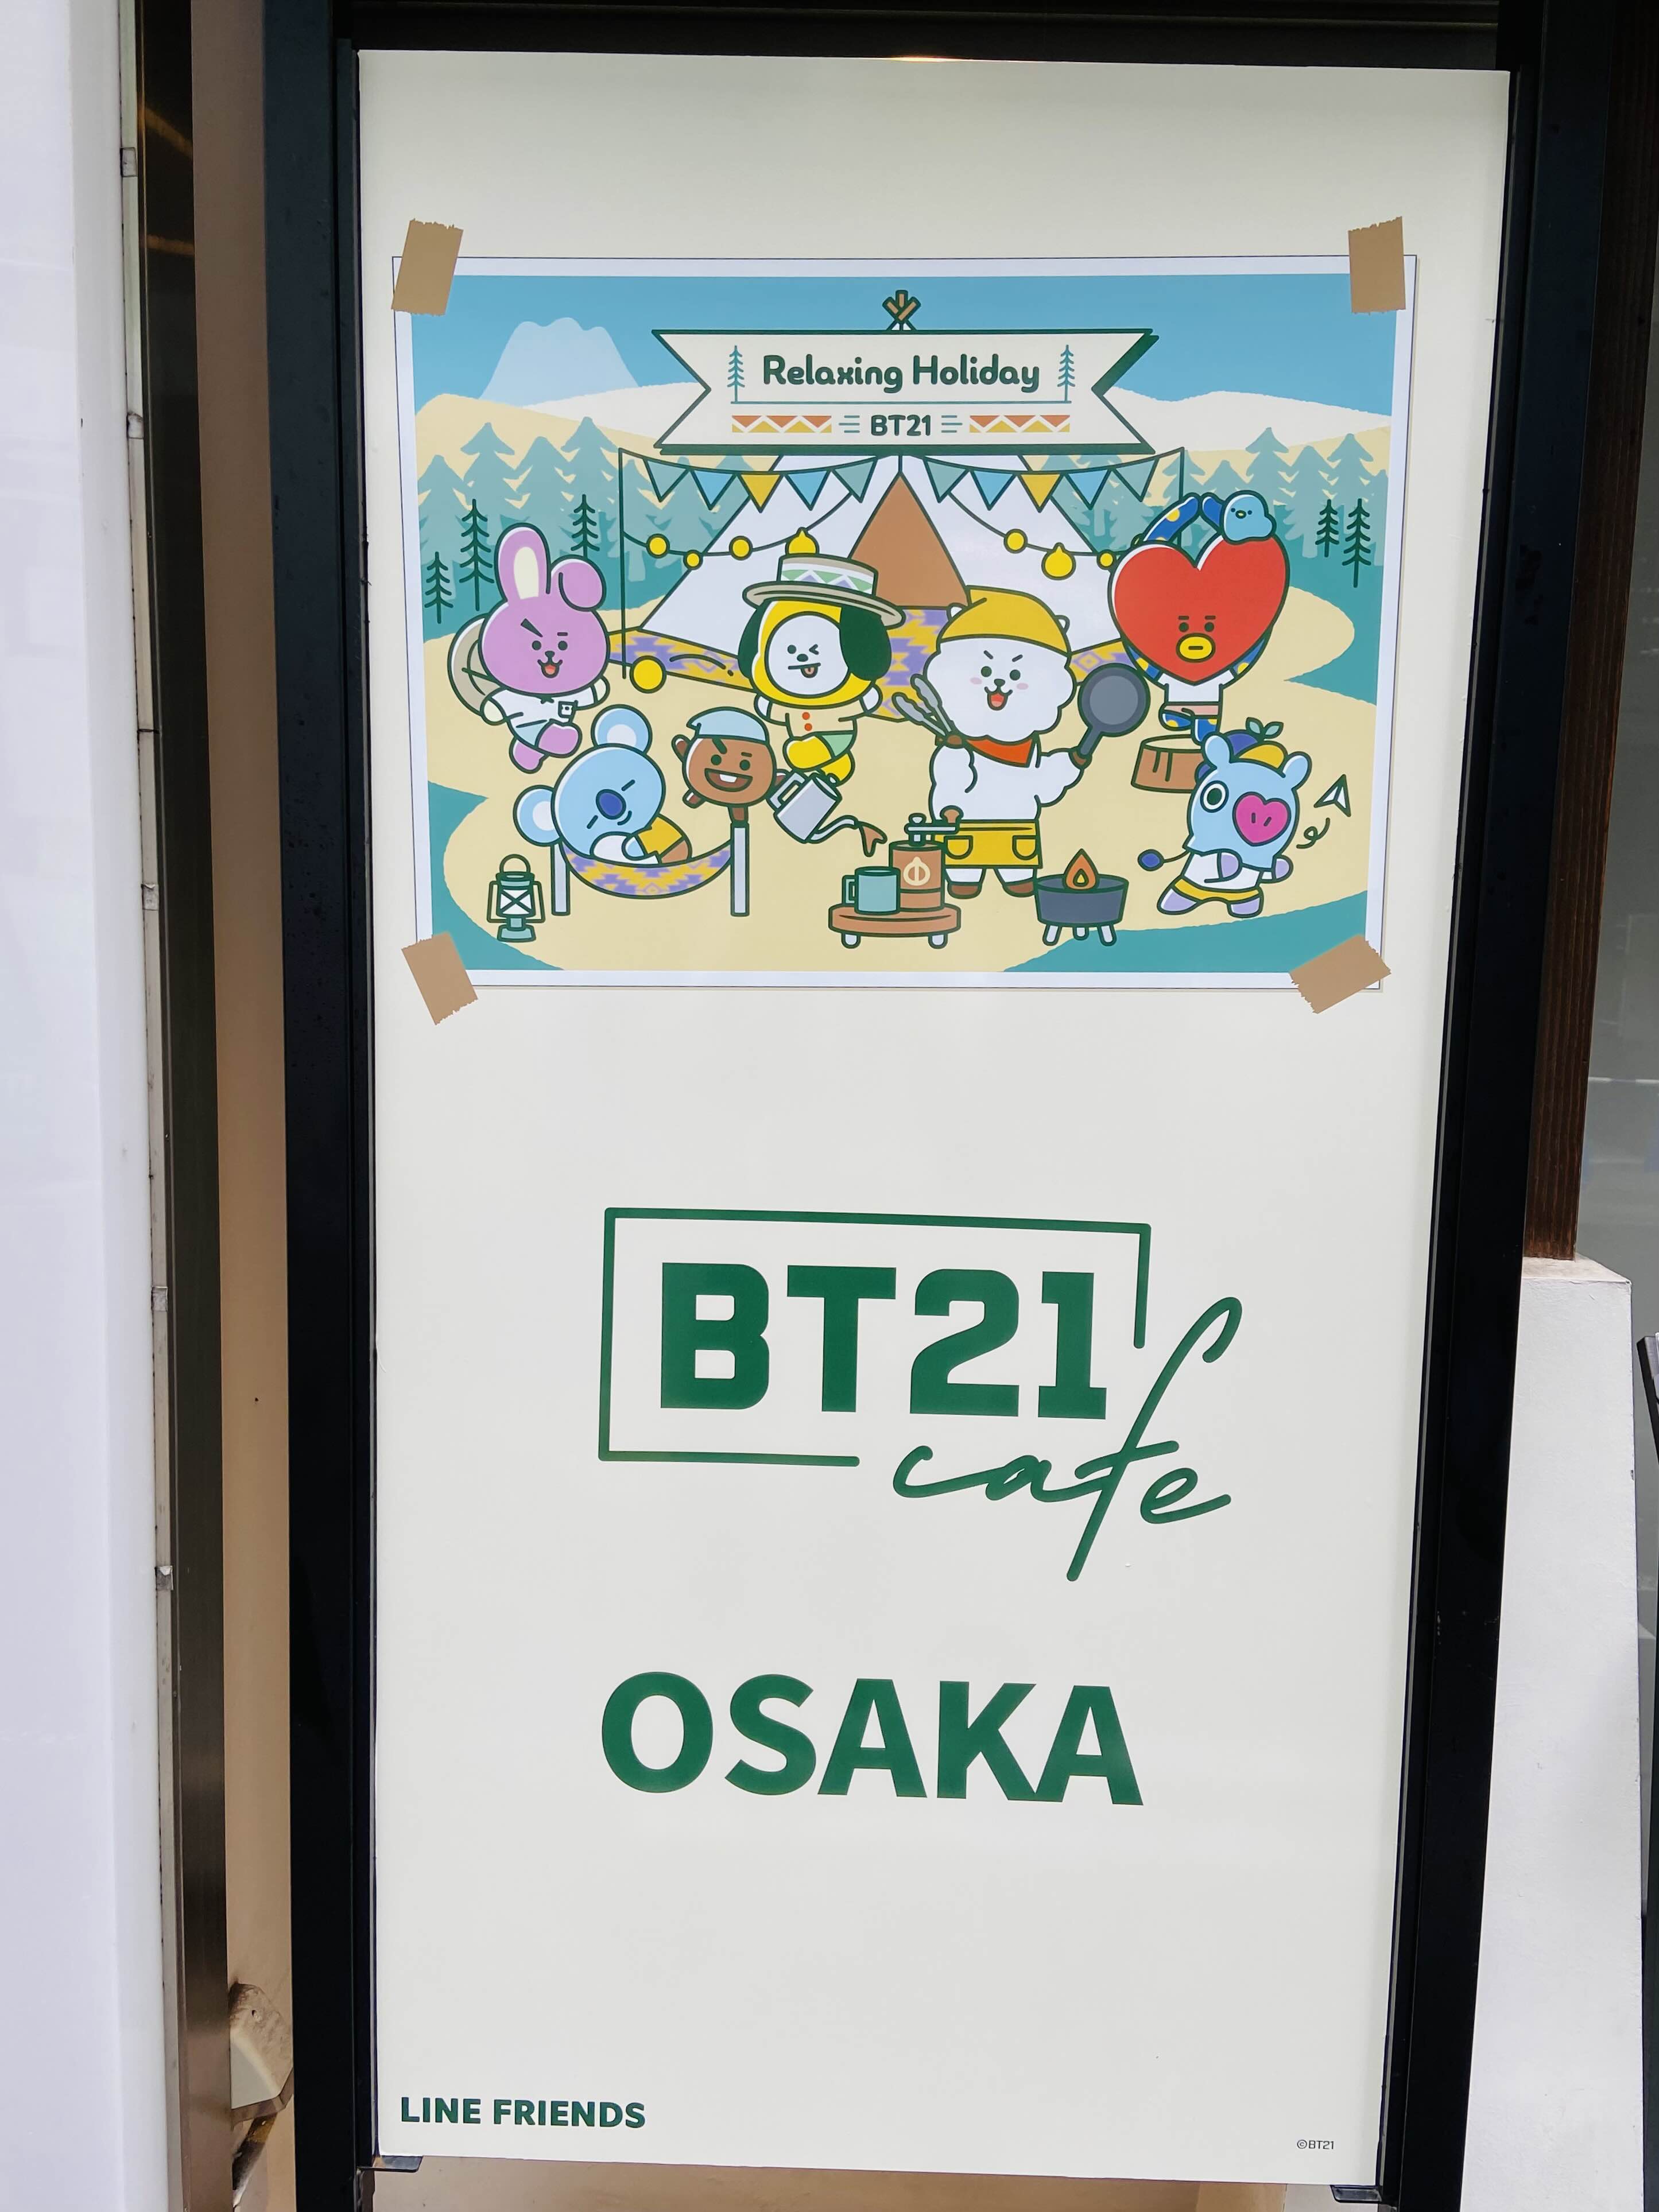 Relaxing Holiday
BT21
BT21
cafe
OSAKA
LINE FRIENDS
©BT21